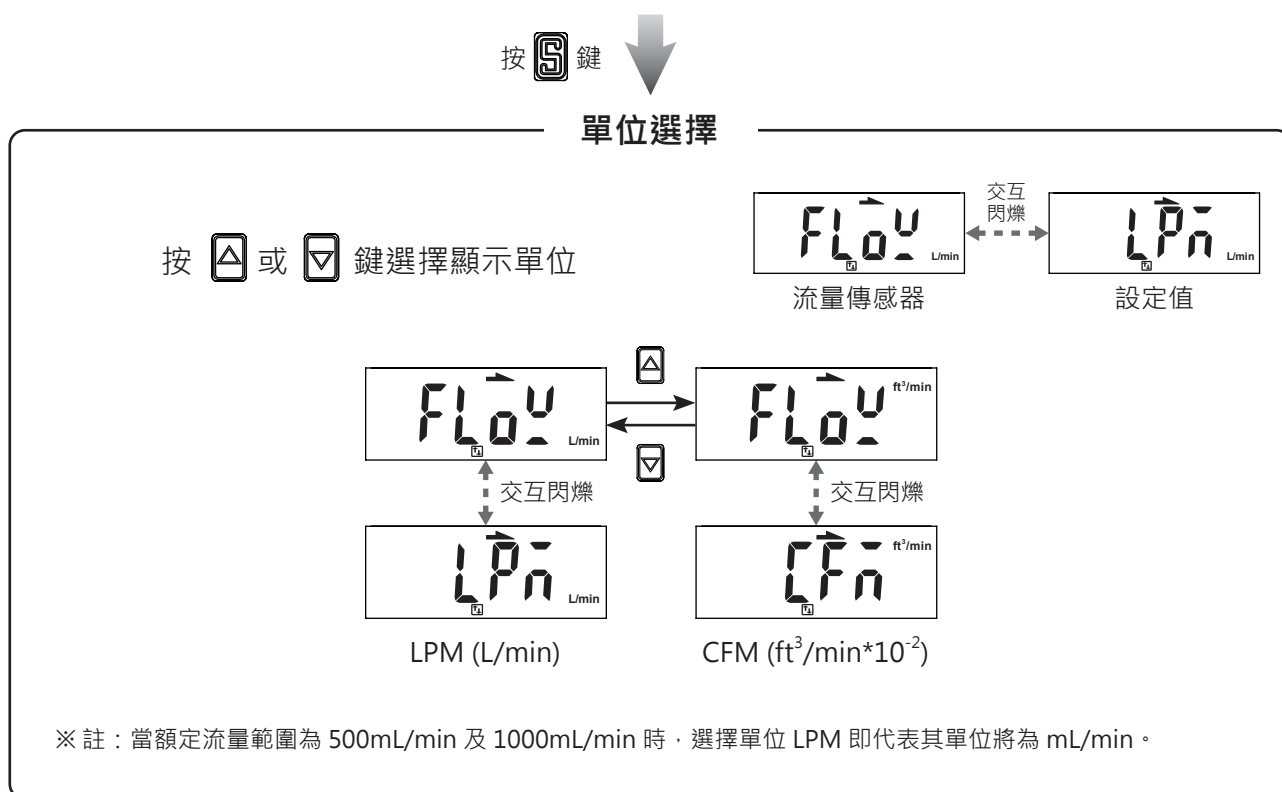 按 S 鍵
單位選擇
按 或 鍵選擇顯示單位
FLow L/min
交互
閃爍
LPm L/min
流量傳感器
設定值
FLow L/min
FLow ft³/min
交互閃爍
交互閃爍
LPm L/min
CFm ft³/min
LPM (L/min)
CFM (ft³/min*10⁻²)
※ 註：當額定流量範圍為 500mL/min 及 1000mL/min 時，選擇單位 LPM 即代表其單位將為 mL/min。